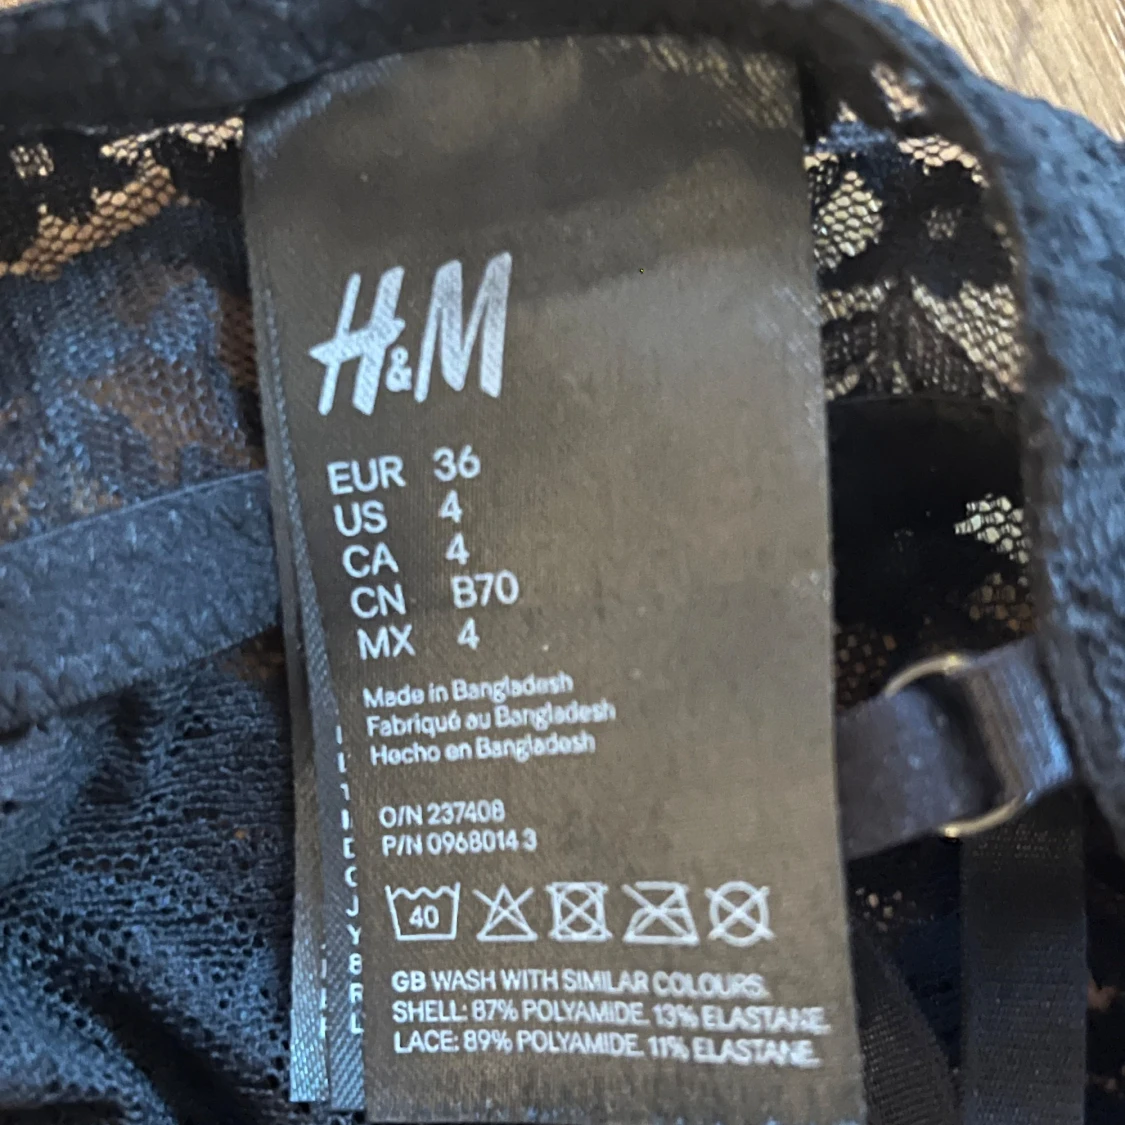 H&M
EUR 36
US 4
CA 4
CN B70
MX 4
Made in Bangladesh
Fabriqué au Bangladesh
Hecho en Bangladesh
O/N 237408
P/N 0968014 3
40
GB WASH WITH SIMILAR COLOURS.
SHELL: 87% POLYAMIDE. 13% ELASTANE.
LACE: 89% POLYAMIDE. 11% ELASTANE.